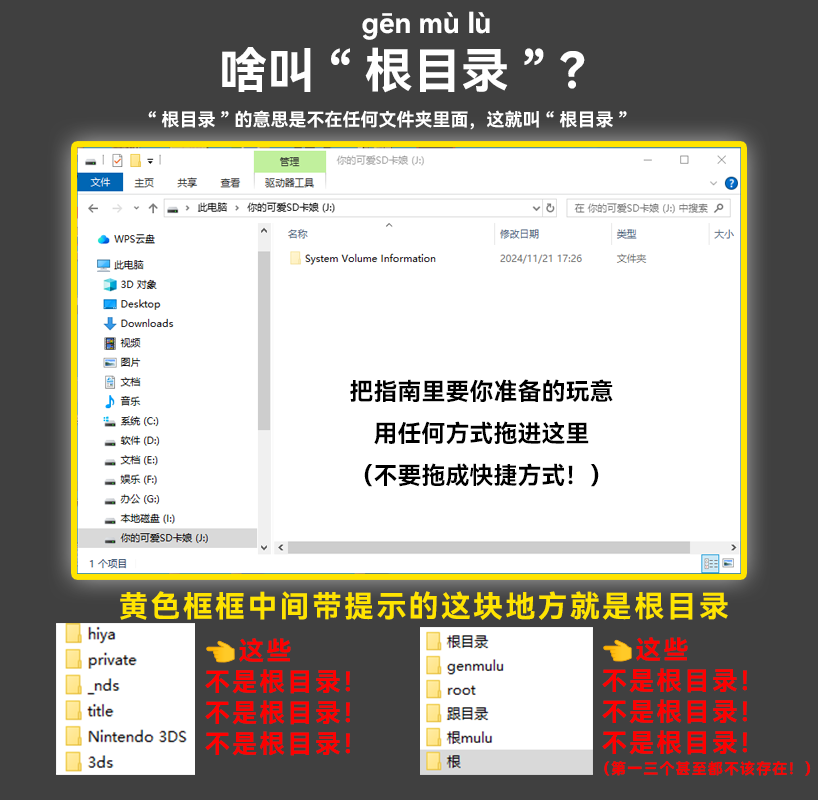 gēn mù lù
啥叫“根目录”？
“根目录”的意思是不在任何文件夹里面，这就叫“根目录”
管理
你的可爱SD卡娘 (J:)
文件
主页
共享
查看
驱动器工具
此电脑
你的可爱SD卡娘 (J:)
在 你的可爱SD卡娘 (J:) 中搜索
名称
修改日期
类型
大小
System Volume Information
2024/11/21 17:26
文件夹
WPS云盘
此电脑
3D 对象
Desktop
Downloads
视频
图片
文档
音乐
系统 (C:)
软件 (D:)
文档 (E:)
娱乐 (F:)
办公 (G:)
本地磁盘 (I:)
你的可爱SD卡娘 (J:)
把指南里要你准备的玩意
用任何方式拖进这里
（不要拖成快捷方式！）
1 个项目
黄色框框中间带提示的这块地方就是根目录
hiya
private
_nds
title
Nintendo 3DS
3ds
👈这些
不是根目录！
不是根目录！
不是根目录！
根目录
genmulu
root
跟目录
根mulu
根
👈这些
不是根目录！
不是根目录！
不是根目录！
（第一三个甚至都不该存在！）